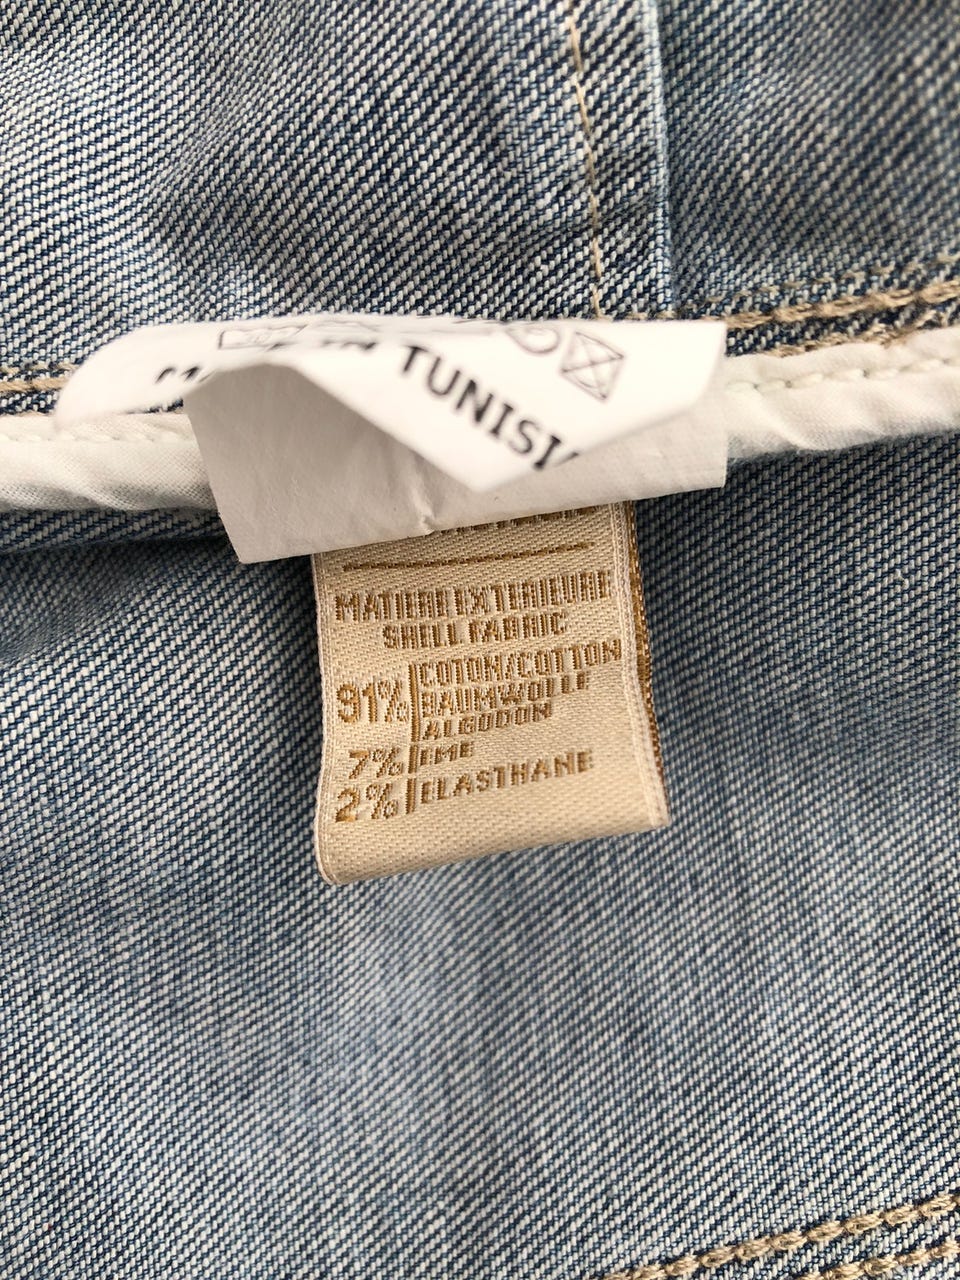 TUNISI
MATIERE EXTERIEURE
SHELL FABRIC
91% COTON/COTTON
BAUMWOLLE
ALGODON
7% EME
2% ELASTHANE